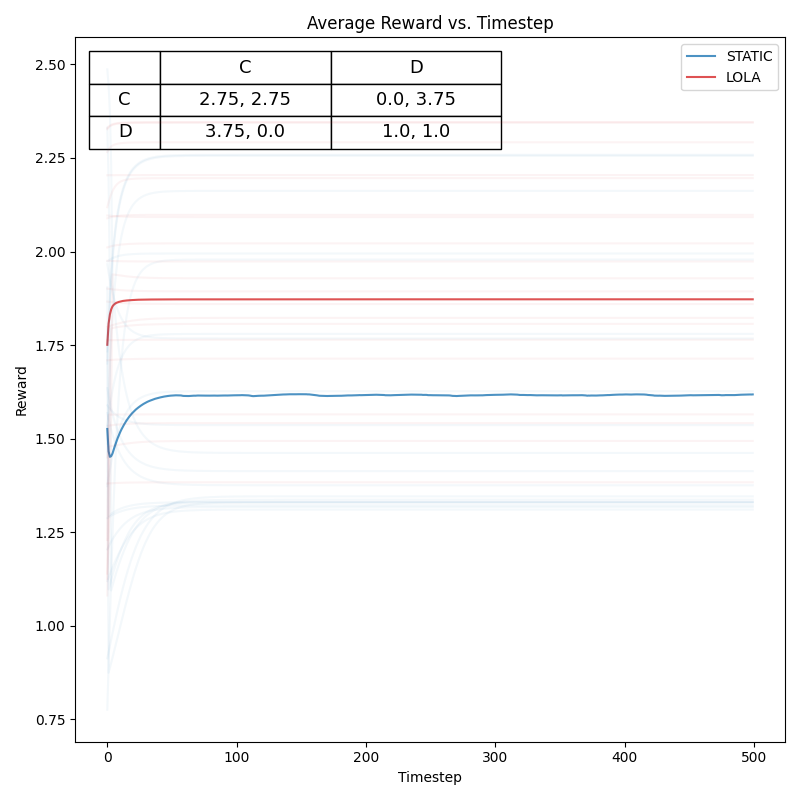 Average Reward vs. Timestep
C D
C 2.75, 2.75 0.0, 3.75
D 3.75, 0.0 1.0, 1.0
STATIC
LOLA
2.50
2.25
2.00
1.75
1.50
1.25
1.00
0.75
Reward
0 100 200 300 400 500
Timestep